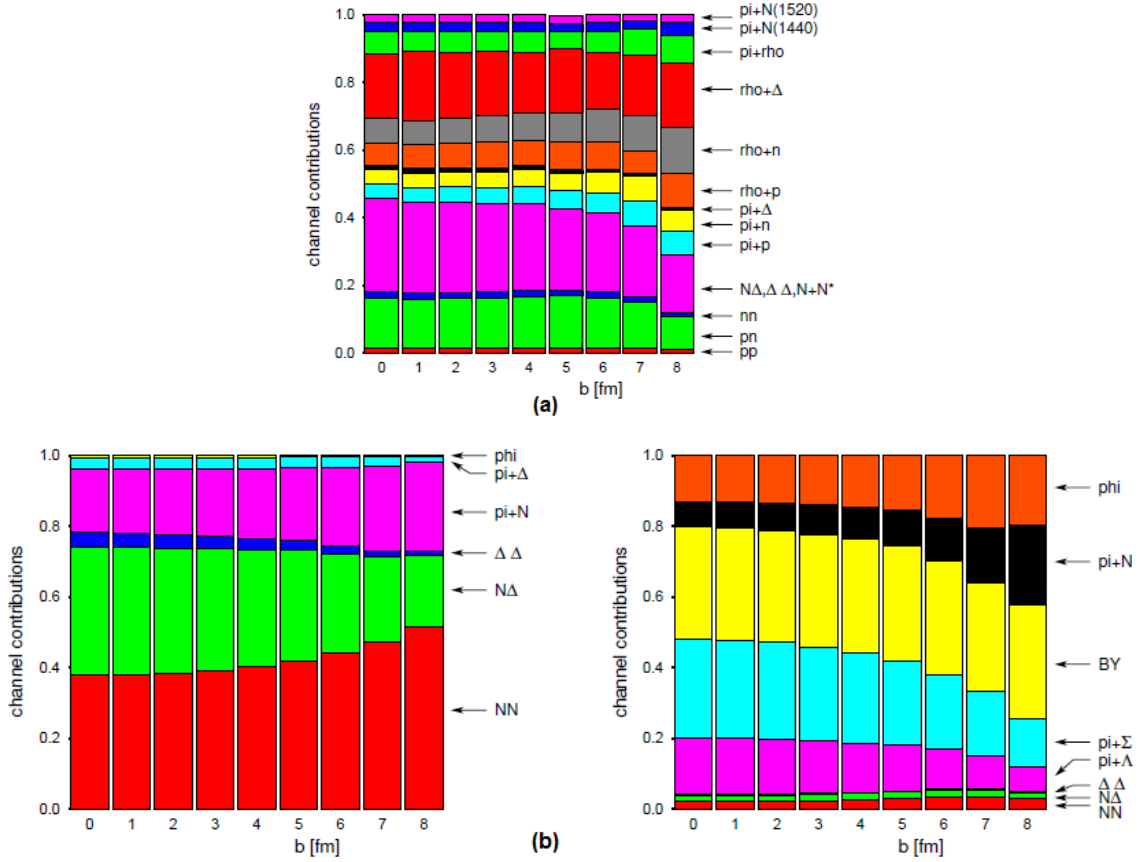 channel contributions
1.0
0.8
0.6
0.4
0.2
0.0
0 1 2 3 4 5 6 7 8
b [fm]
pi+N(1520)
pi+N(1440)
pi+rho
rho+Δ
rho+n
rho+p
pi+Δ
pi+n
pi+p
NΔ,Δ Δ,N+N*
nn
pn
pp
(a)
channel contributions
1.0
0.8
0.6
0.4
0.2
0.0
0 1 2 3 4 5 6 7 8
b [fm]
phi
pi+Δ
pi+N
Δ Δ
NΔ
NN
(b)
channel contributions
1.0
0.8
0.6
0.4
0.2
0.0
0 1 2 3 4 5 6 7 8
b [fm]
phi
pi+N
BY
pi+Σ
pi+Λ
Δ Δ
NΔ
NN